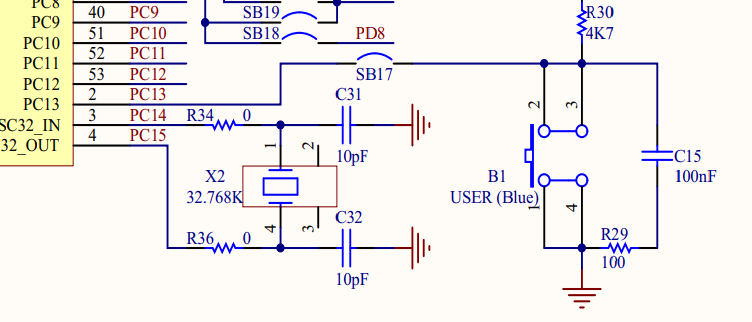 PC8
PC9
40
PC9
SB19
R30
PC10
51
PC10
SB18
PD8
4K7
PC11
52
PC11
PC12
53
PC12
SB17
PC13
2
PC13
C31
2
3
SC32_IN
3
PC14
R34
0
32_OUT
4
PC15
1
2
10pF
X2
32.768K
B1
USER (Blue)
C15
100nF
4
3
C32
1
4
R36
0
R29
10pF
100